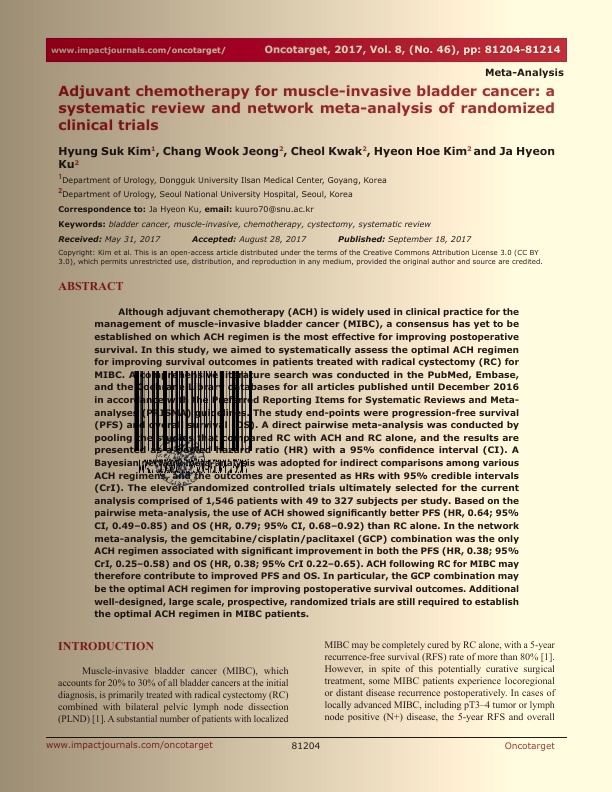 www.impactjournals.com/oncotarget/ Oncotarget, 2017, Vol. 8, (No. 46), pp: 81204-81214
Meta-Analysis
Adjuvant chemotherapy for muscle-invasive bladder cancer: a
systematic review and network meta-analysis of randomized
clinical trials
Hyung Suk Kim1, Chang Wook Jeong2, Cheol Kwak2, Hyeon Hoe Kim2 and Ja Hyeon
Ku2
1Department of Urology, Dongguk University Ilsan Medical Center, Goyang, Korea
2Department of Urology, Seoul National University Hospital, Seoul, Korea
Correspondence to: Ja Hyeon Ku, email: kuuro70@snu.ac.kr
Keywords: bladder cancer, muscle-invasive, chemotherapy, cystectomy, systematic review
Received: May 31, 2017 Accepted: August 28, 2017 Published: September 18, 2017
Copyright: Kim et al. This is an open-access article distributed under the terms of the Creative Commons Attribution License 3.0 (CC BY
3.0), which permits unrestricted use, distribution, and reproduction in any medium, provided the original author and source are credited.
ABSTRACT
Although adjuvant chemotherapy (ACH) is widely used in clinical practice for the
management of muscle-invasive bladder cancer (MIBC), a consensus has yet to be
established on which ACH regimen is the most effective for improving postoperative
survival. In this study, we aimed to systematically assess the optimal ACH regimen
for improving survival outcomes in patients treated with radical cystectomy (RC) for
MIBC. A comprehensive literature search was conducted in the PubMed, Embase,
and the Cochrane Library databases for all articles published until December 2016
in accordance with the Preferred Reporting Items for Systematic Reviews and Meta-
analyses (PRISMA) guidelines. The study end-points were progression-free survival
(PFS) and overall survival (OS). A direct pairwise meta-analysis was conducted by
pooling the studies that compared RC with ACH and RC alone, and the results are
presented as hazard ratio (HR) with a 95% confidence interval (CI). A
Bayesian network meta-analysis was adopted for indirect comparisons among various
ACH regimens, and the outcomes are presented as HRs with 95% credible intervals
(CrI). The eleven randomized controlled trials ultimately selected for the current
analysis comprised of 1,546 patients with 49 to 327 subjects per study. Based on the
pairwise meta-analysis, the use of ACH showed significantly better PFS (HR, 0.64; 95%
CI, 0.49–0.85) and OS (HR, 0.79; 95% CI, 0.68–0.92) than RC alone. In the network
meta-analysis, the gemcitabine/cisplatin/paclitaxel (GCP) combination was the only
ACH regimen associated with significant improvement in both the PFS (HR, 0.38; 95%
CrI, 0.25–0.58) and OS (HR, 0.38; 95% CrI 0.22–0.65). ACH following RC for MIBC may
therefore contribute to improved PFS and OS. In particular, the GCP combination may
be the optimal ACH regimen for improving postoperative survival outcomes. Additional
well-designed, large scale, prospective, randomized trials are still required to establish
the optimal ACH regimen in MIBC patients.
INTRODUCTION
Muscle-invasive bladder cancer (MIBC), which
accounts for 20% to 30% of all bladder cancers at the initial
diagnosis, is primarily treated with radical cystectomy (RC)
combined with bilateral pelvic lymph node dissection
(PLND) [1]. A substantial number of patients with localized
MIBC may be completely cured by RC alone, with a 5-year
recurrence-free survival (RFS) rate of more than 80% [1].
However, in spite of this potentially curative surgical
treatment, some MIBC patients experience locoregional
or distant disease recurrence postoperatively. In cases of
locally advanced MIBC, including pT3–4 tumor or lymph
node positive (N+) disease, the 5-year RFS and overall
www.impactjournals.com/oncotarget 81204 Oncotarget